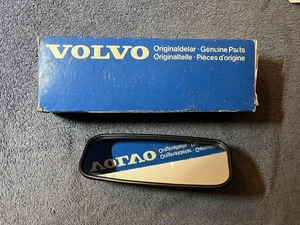 VOLVO
Originaldelar · Genuine Parts
Originalteile · Pièces d'origine